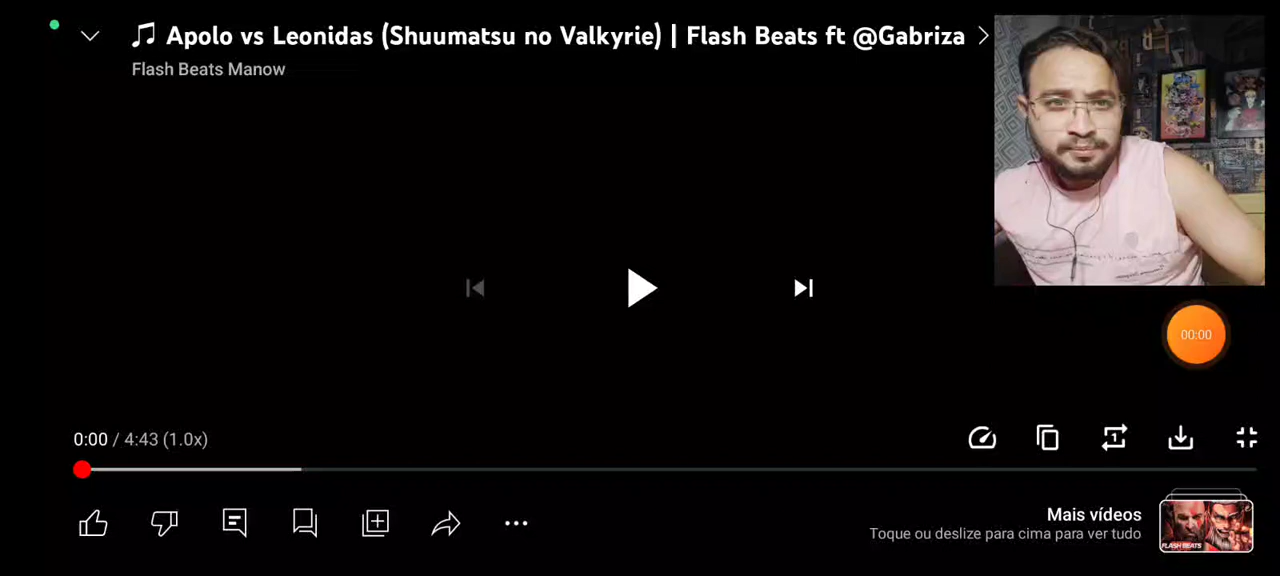 Apolo vs Leonidas (Shuumatsu no Valkyrie) | Flash Beats ft @Gabriza
Flash Beats Manow
00:00
0:00 / 4:43 (1.0x)
1
Mais vídeos
Toque ou deslize para cima para ver tudo
FLASH BEATS